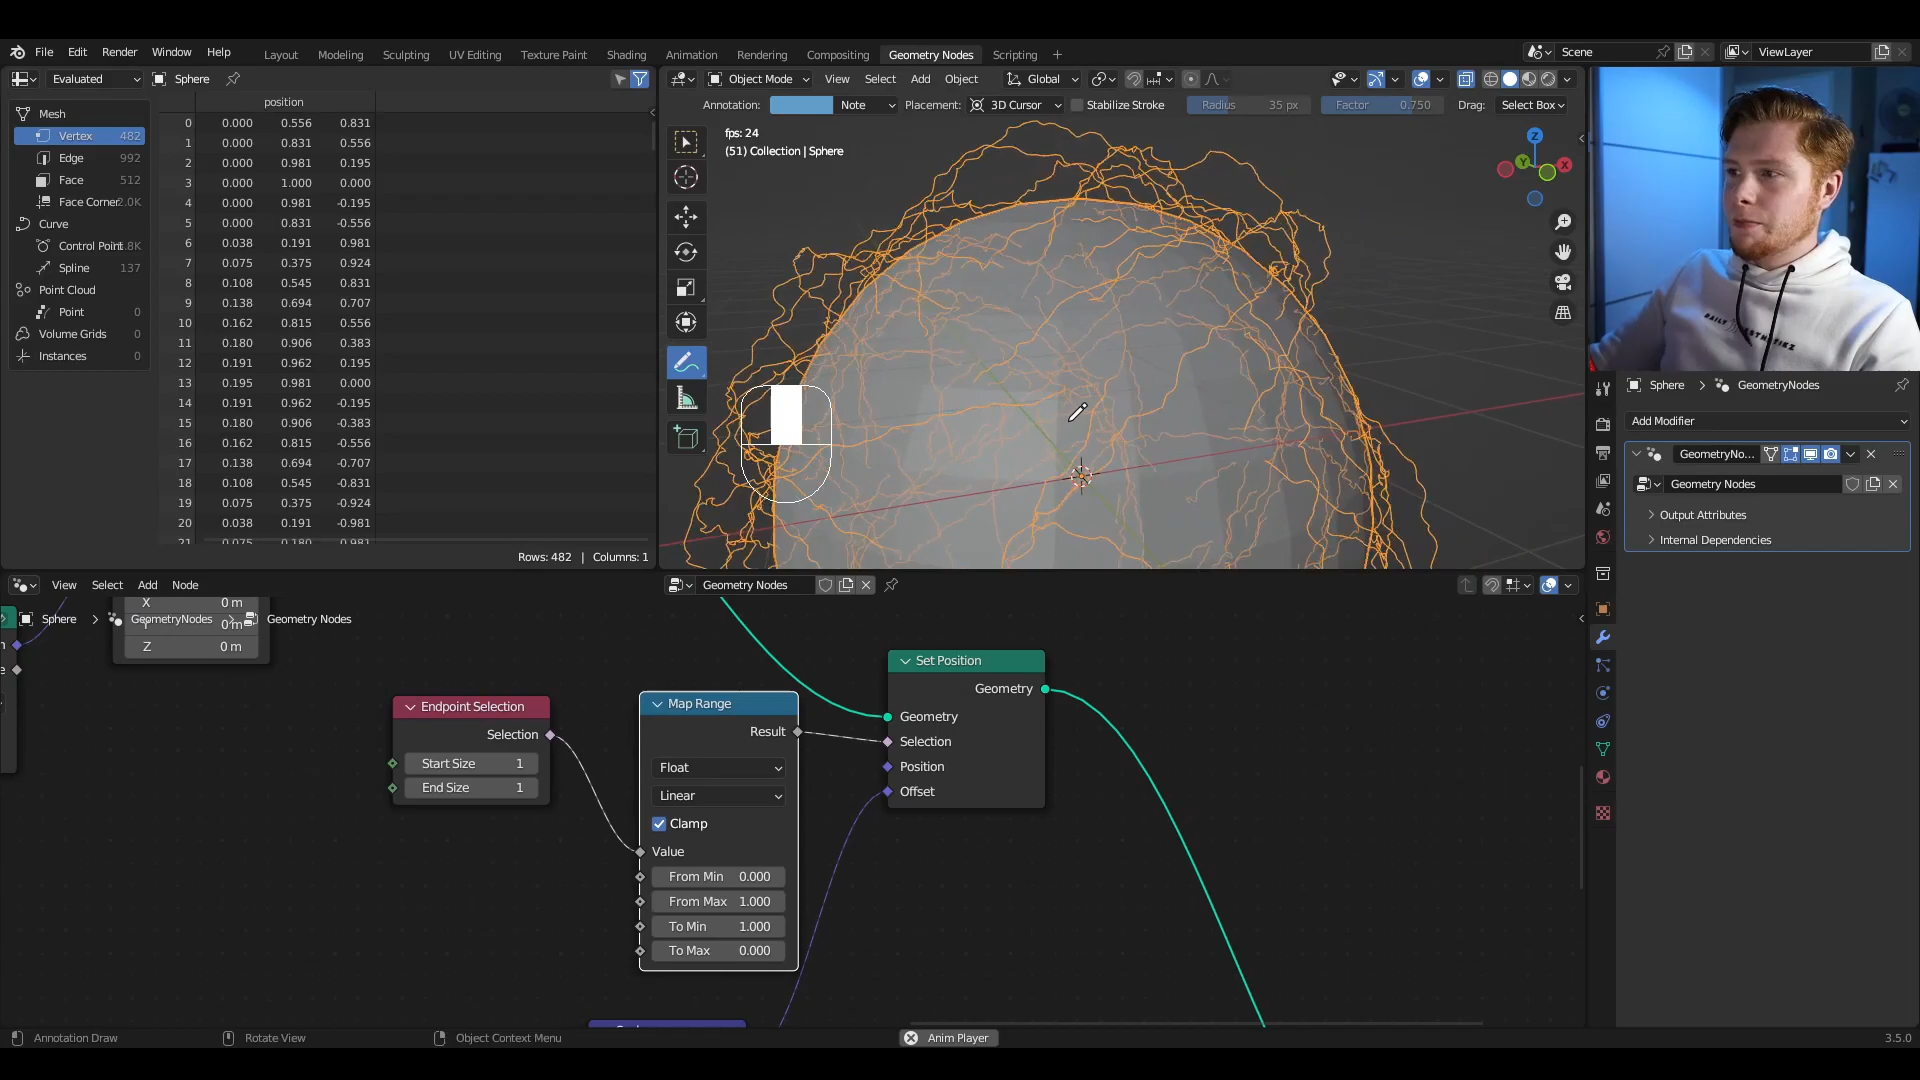 File Edit Render Window Help
Layout Modeling Sculpting UV Editing Texture Paint Shading Animation Rendering Compositing Geometry Nodes Scripting +
Scene
ViewLayer
Evaluated Sphere
position
Mesh
Vertex 482
Edge 992
Face 512
Face Corner 2.0K
Curve
Control Point 1.8K
Spline 137
Point Cloud
Point 0
Volume Grids 0
Instances 0
0 0.000 0.556 0.831
1 0.000 0.831 0.556
2 0.000 0.981 0.195
3 0.000 1.000 0.000
4 0.000 0.981 -0.195
5 0.000 0.831 -0.556
6 0.038 0.191 0.981
7 0.075 0.375 0.924
8 0.108 0.545 0.831
9 0.138 0.694 0.707
10 0.162 0.815 0.556
11 0.180 0.906 0.383
12 0.191 0.962 0.195
13 0.195 0.981 0.000
14 0.191 0.962 -0.195
15 0.180 0.906 -0.383
16 0.162 0.815 -0.556
17 0.138 0.694 -0.707
18 0.108 0.545 -0.831
19 0.075 0.375 -0.924
20 0.038 0.191 -0.981
21 0.075 0.180 0.981
Rows: 482 | Columns: 1
Object Mode View Select Add Object Global
Annotation: Note Placement: 3D Cursor Stabilize Stroke Radius 35 px Factor 0.750 Drag: Select Box
fps: 24
(51) Collection | Sphere
Z
Y
X
Sphere > GeometryNodes
Add Modifier
GeometryNo...
Geometry Nodes
Output Attributes
Internal Dependencies
View Select Add Node
Geometry Nodes
X 0 m
Sphere > GeometryNodes > Geometry Nodes
Y 0 m
Z 0 m
Endpoint Selection
Selection
Start Size 1
End Size 1
Map Range
Result
Float
Linear
Clamp
Value
From Min 0.000
From Max 1.000
To Min 1.000
To Max 0.000
Set Position
Geometry
Geometry
Selection
Position
Offset
Annotation Draw
Rotate View
Object Context Menu
Anim Player
3.5.0